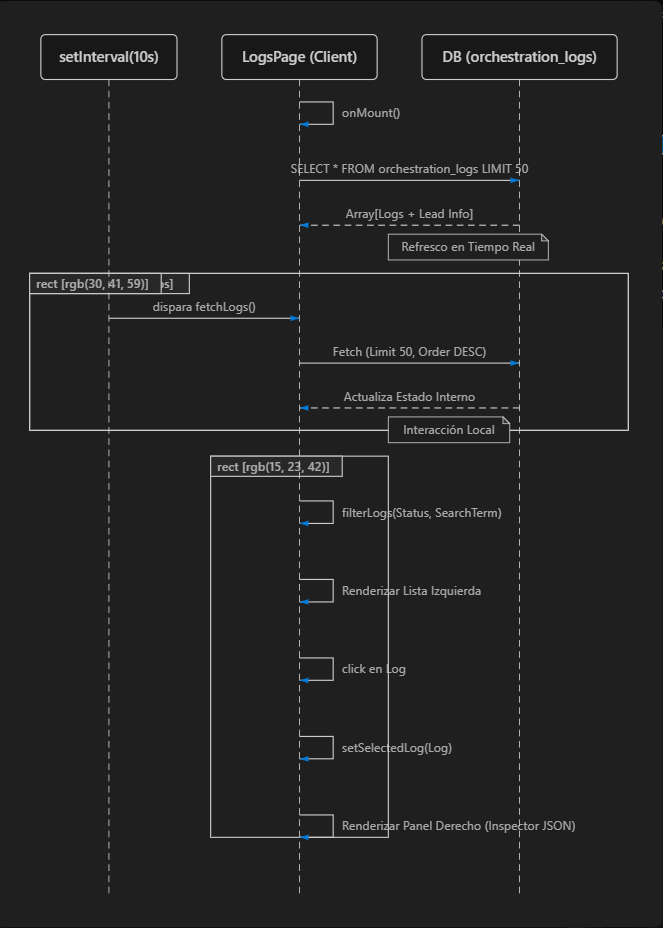 setInterval(10s)
LogsPage (Client)
DB (orchestration_logs)
onMount()
SELECT * FROM orchestration_logs LIMIT 50
Array[Logs + Lead Info]
Refresco en Tiempo Real
rect [rgb(30, 41, 59)]
dispara fetchLogs()
Fetch (Limit 50, Order DESC)
Actualiza Estado Interno
Interacción Local
rect [rgb(15, 23, 42)]
filterLogs(Status, SearchTerm)
Renderizar Lista Izquierda
click en Log
setSelectedLog(Log)
Renderizar Panel Derecho (Inspector JSON)